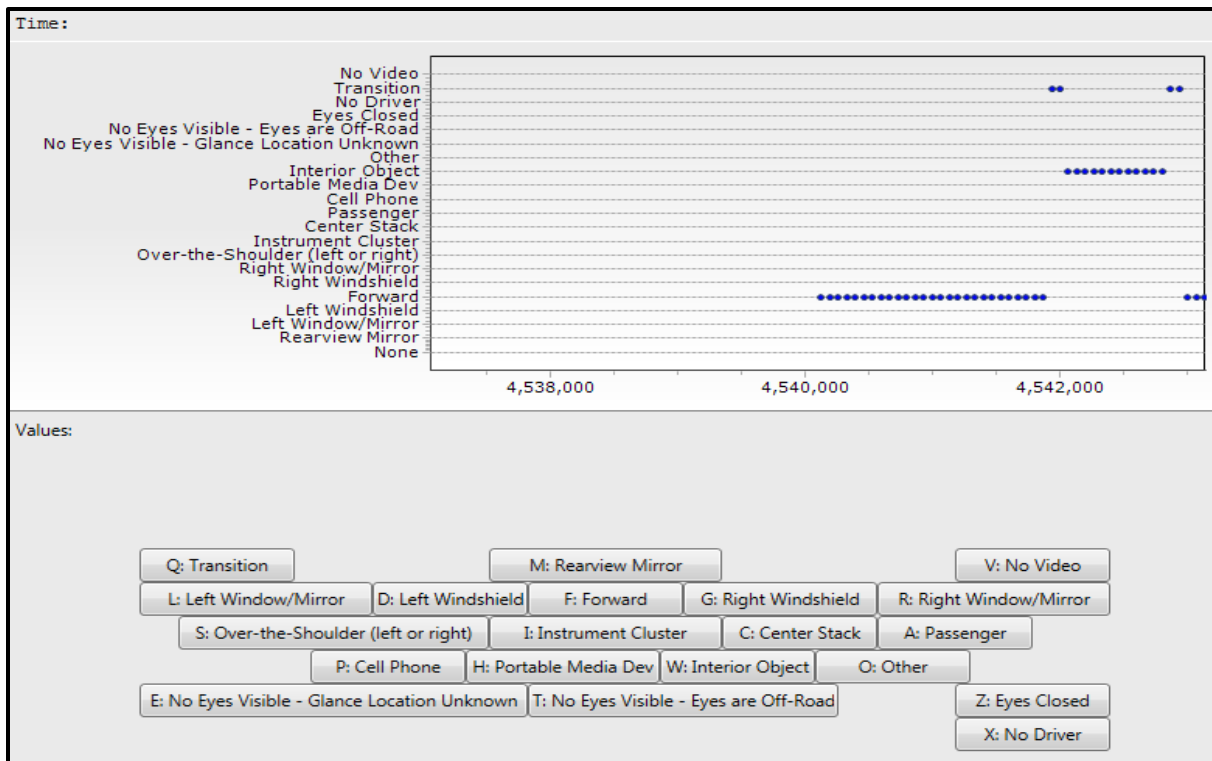 Time:
No Video
Transition
No Driver
Eyes Closed
No Eyes Visible - Eyes are Off-Road
No Eyes Visible - Glance Location Unknown
Other
Interior Object
Portable Media Dev
Cell Phone
Passenger
Center Stack
Instrument Cluster
Over-the-Shoulder (left or right)
Right Window/Mirror
Right Windshield
Forward
Left Windshield
Left Window/Mirror
Rearview Mirror
None
4,538,000 4,540,000 4,542,000
Values:
Q: Transition M: Rearview Mirror V: No Video
L: Left Window/Mirror D: Left Windshield F: Forward G: Right Windshield R: Right Window/Mirror
S: Over-the-Shoulder (left or right) I: Instrument Cluster C: Center Stack A: Passenger
P: Cell Phone H: Portable Media Dev W: Interior Object O: Other
E: No Eyes Visible - Glance Location Unknown T: No Eyes Visible - Eyes are Off-Road Z: Eyes Closed
X: No Driver